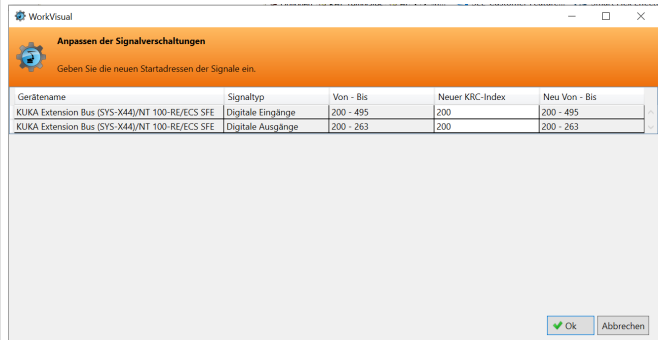 WorkVisual
Anpassen der Signalverschaltungen
Geben Sie die neuen Startadressen der Signale ein.
Gerätename Signaltyp Von - Bis Neuer KRC-Index Neu Von - Bis
KUKA Extension Bus (SYS-X44)/NT 100-RE/ECS SFE Digitale Eingänge 200 - 495 200 200 - 495
KUKA Extension Bus (SYS-X44)/NT 100-RE/ECS SFE Digitale Ausgänge 200 - 263 200 200 - 263
Ok Abbrechen